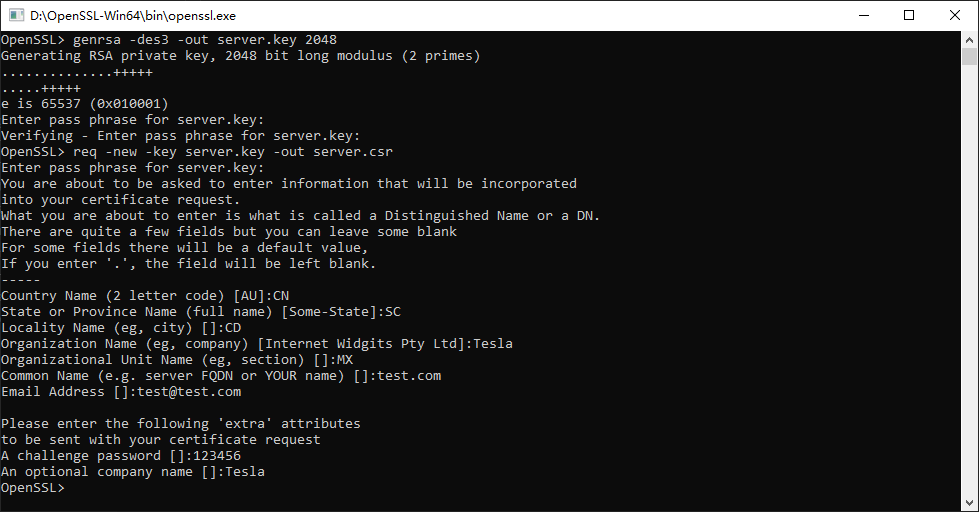 D:\OpenSSL-Win64\bin\openssl.exe
OpenSSL> genrsa -des3 -out server.key 2048
Generating RSA private key, 2048 bit long modulus (2 primes)
..............+++++
.....+++++
e is 65537 (0x010001)
Enter pass phrase for server.key:
Verifying - Enter pass phrase for server.key:
OpenSSL> req -new -key server.key -out server.csr
Enter pass phrase for server.key:
You are about to be asked to enter information that will be incorporated
into your certificate request.
What you are about to enter is what is called a Distinguished Name or a DN.
There are quite a few fields but you can leave some blank
For some fields there will be a default value,
If you enter '.', the field will be left blank.
-----
Country Name (2 letter code) [AU]:CN
State or Province Name (full name) [Some-State]:SC
Locality Name (eg, city) []:CD
Organization Name (eg, company) [Internet Widgits Pty Ltd]:Tesla
Organizational Unit Name (eg, section) []:MX
Common Name (e.g. server FQDN or YOUR name) []:test.com
Email Address []:test@test.com

Please enter the following 'extra' attributes
to be sent with your certificate request
A challenge password []:123456
An optional company name []:Tesla
OpenSSL>